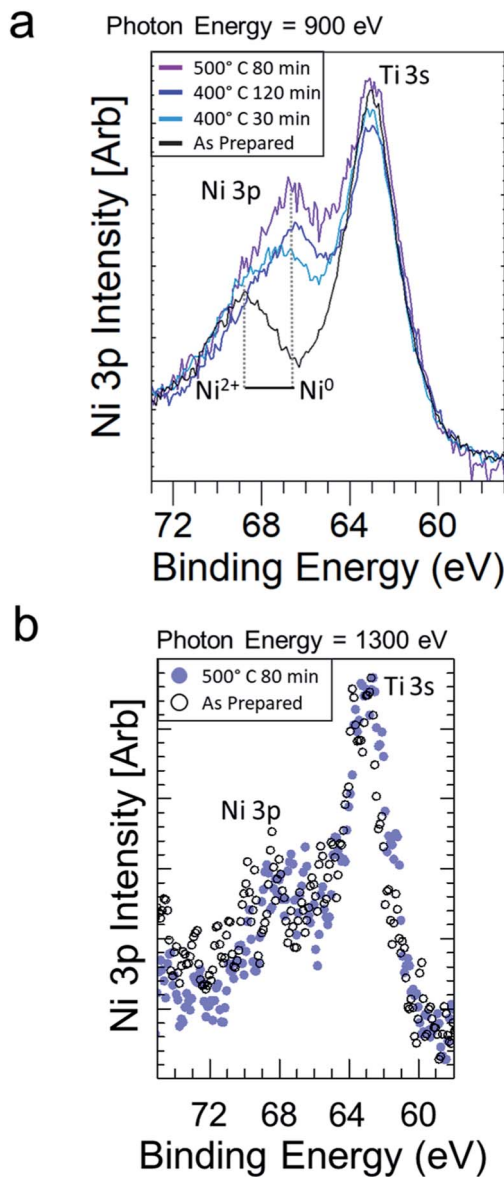 a
Photon Energy = 900 eV
500° C 80 min
400° C 120 min
400° C 30 min
As Prepared
Ti 3s
Ni 3p
Ni²⁺ Ni⁰
Ni 3p Intensity [Arb]
72 68 64 60
Binding Energy (eV)
b
Photon Energy = 1300 eV
500° C 80 min
As Prepared
Ti 3s
Ni 3p
Ni 3p Intensity [Arb]
72 68 64 60
Binding Energy (eV)